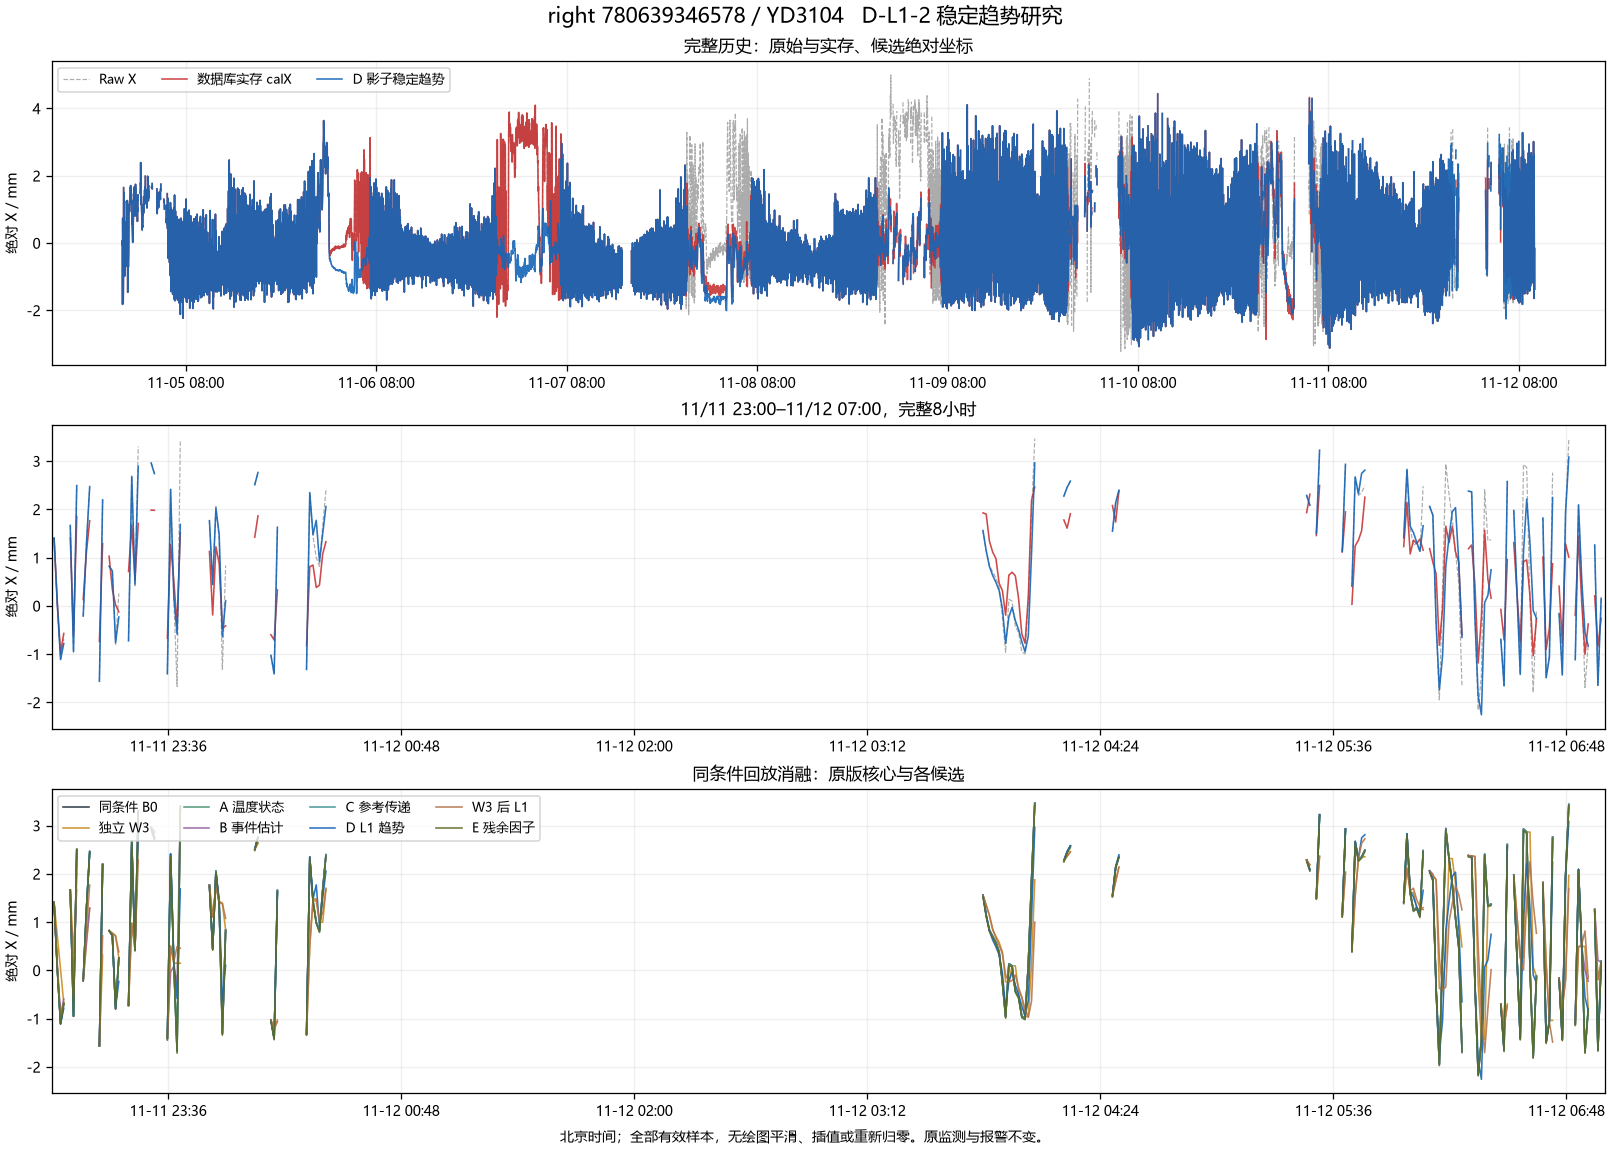 right 780639346578 / YD3104   D-L1-2 稳定趋势研究
完整历史：原始与实存、候选绝对坐标
Raw X 数据库实存 calX D 影子稳定趋势
绝对 X / mm
4
2
0
-2
11-05 08:00 11-06 08:00 11-07 08:00 11-08 08:00 11-09 08:00 11-10 08:00 11-11 08:00 11-12 08:00
11/11 23:00–11/12 07:00，完整8小时
绝对 X / mm
3
2
1
0
-1
-2
11-11 23:36 11-12 00:48 11-12 02:00 11-12 03:12 11-12 04:24 11-12 05:36 11-12 06:48
同条件回放消融：原版核心与各候选
同条件 B0 A 温度状态 C 参考传递 W3 后 L1
独立 W3 B 事件估计 D L1 趋势 E 残余因子
绝对 X / mm
3
2
1
0
-1
-2
11-11 23:36 11-12 00:48 11-12 02:00 11-12 03:12 11-12 04:24 11-12 05:36 11-12 06:48
北京时间；全部有效样本，无绘图平滑、插值或重新归零。原监测与报警不变。